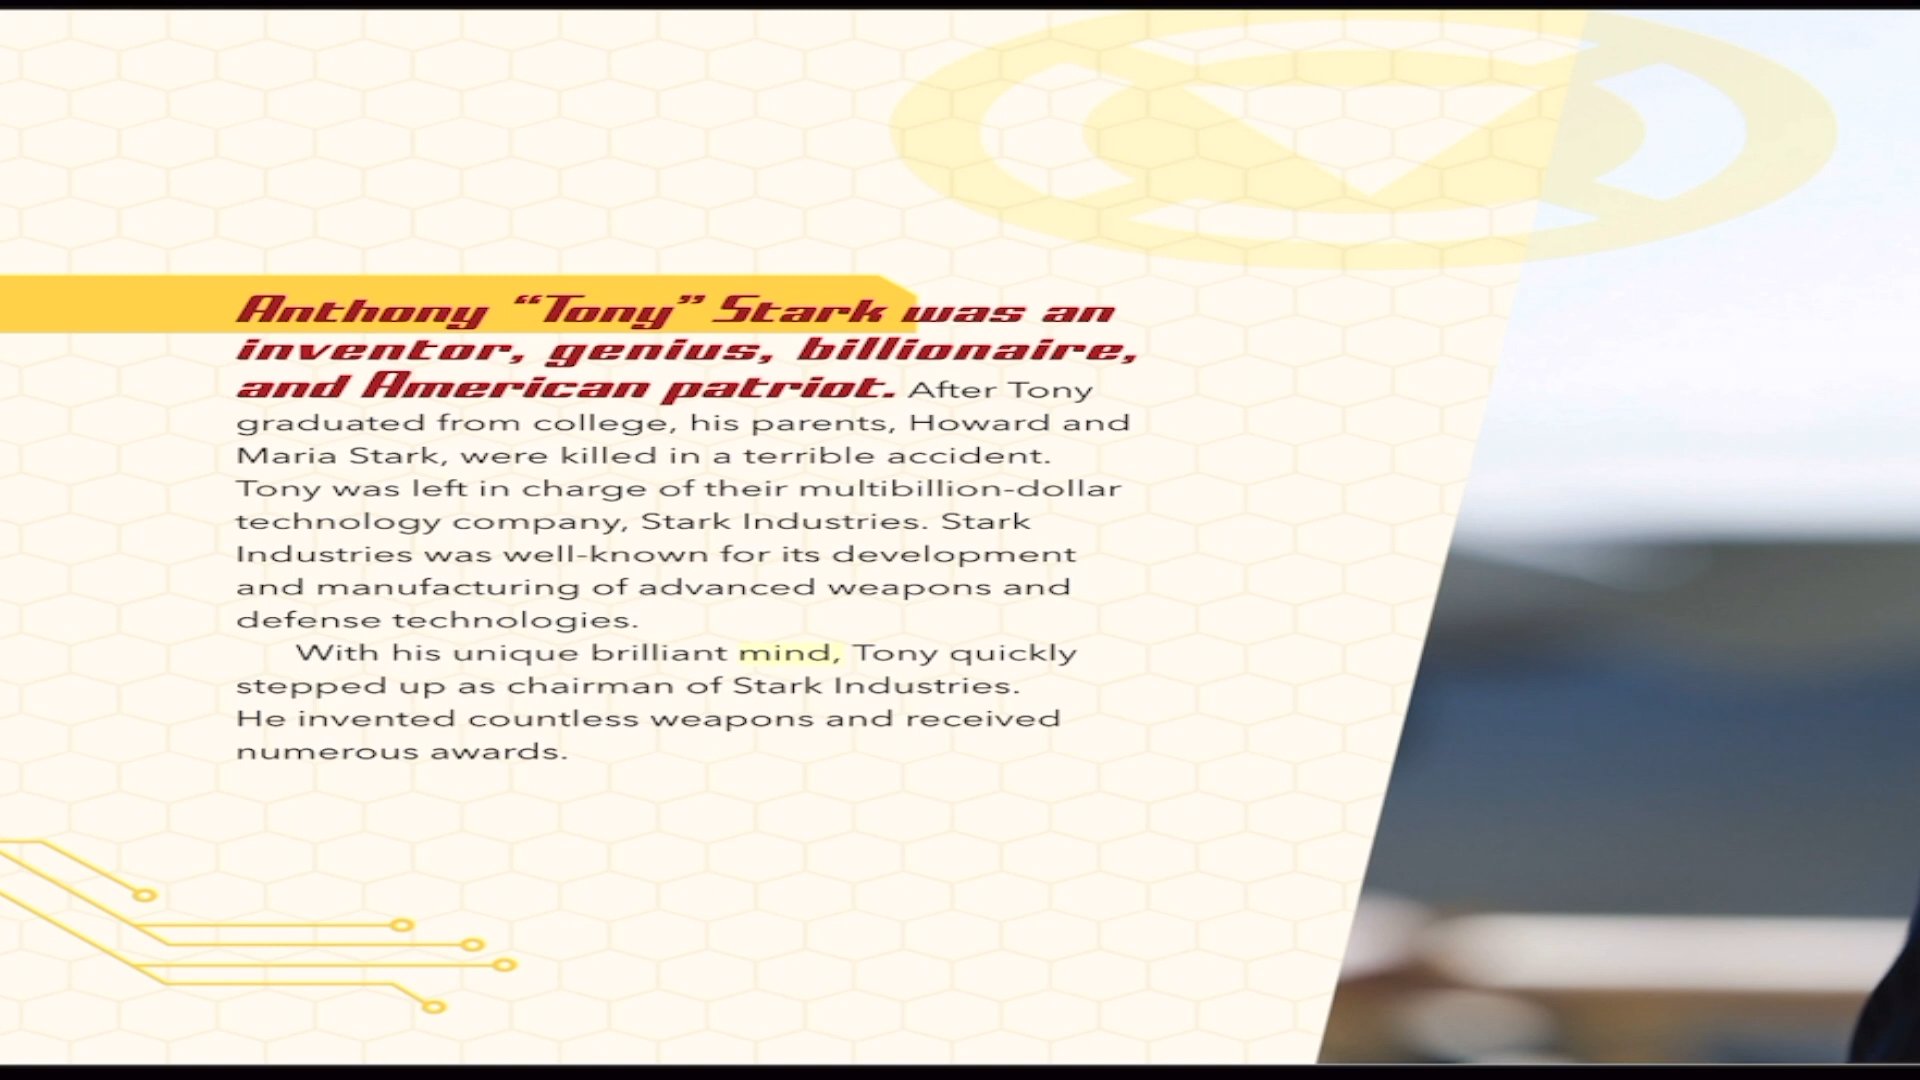 Anthony “Tony” Stark was an
inventor, genius, billionaire,
and American patriot. After Tony
graduated from college, his parents, Howard and
Maria Stark, were killed in a terrible accident.
Tony was left in charge of their multibillion-dollar
technology company, Stark Industries. Stark
Industries was well-known for its development
and manufacturing of advanced weapons and
defense technologies.
With his unique brilliant mind, Tony quickly
stepped up as chairman of Stark Industries.
He invented countless weapons and received
numerous awards.